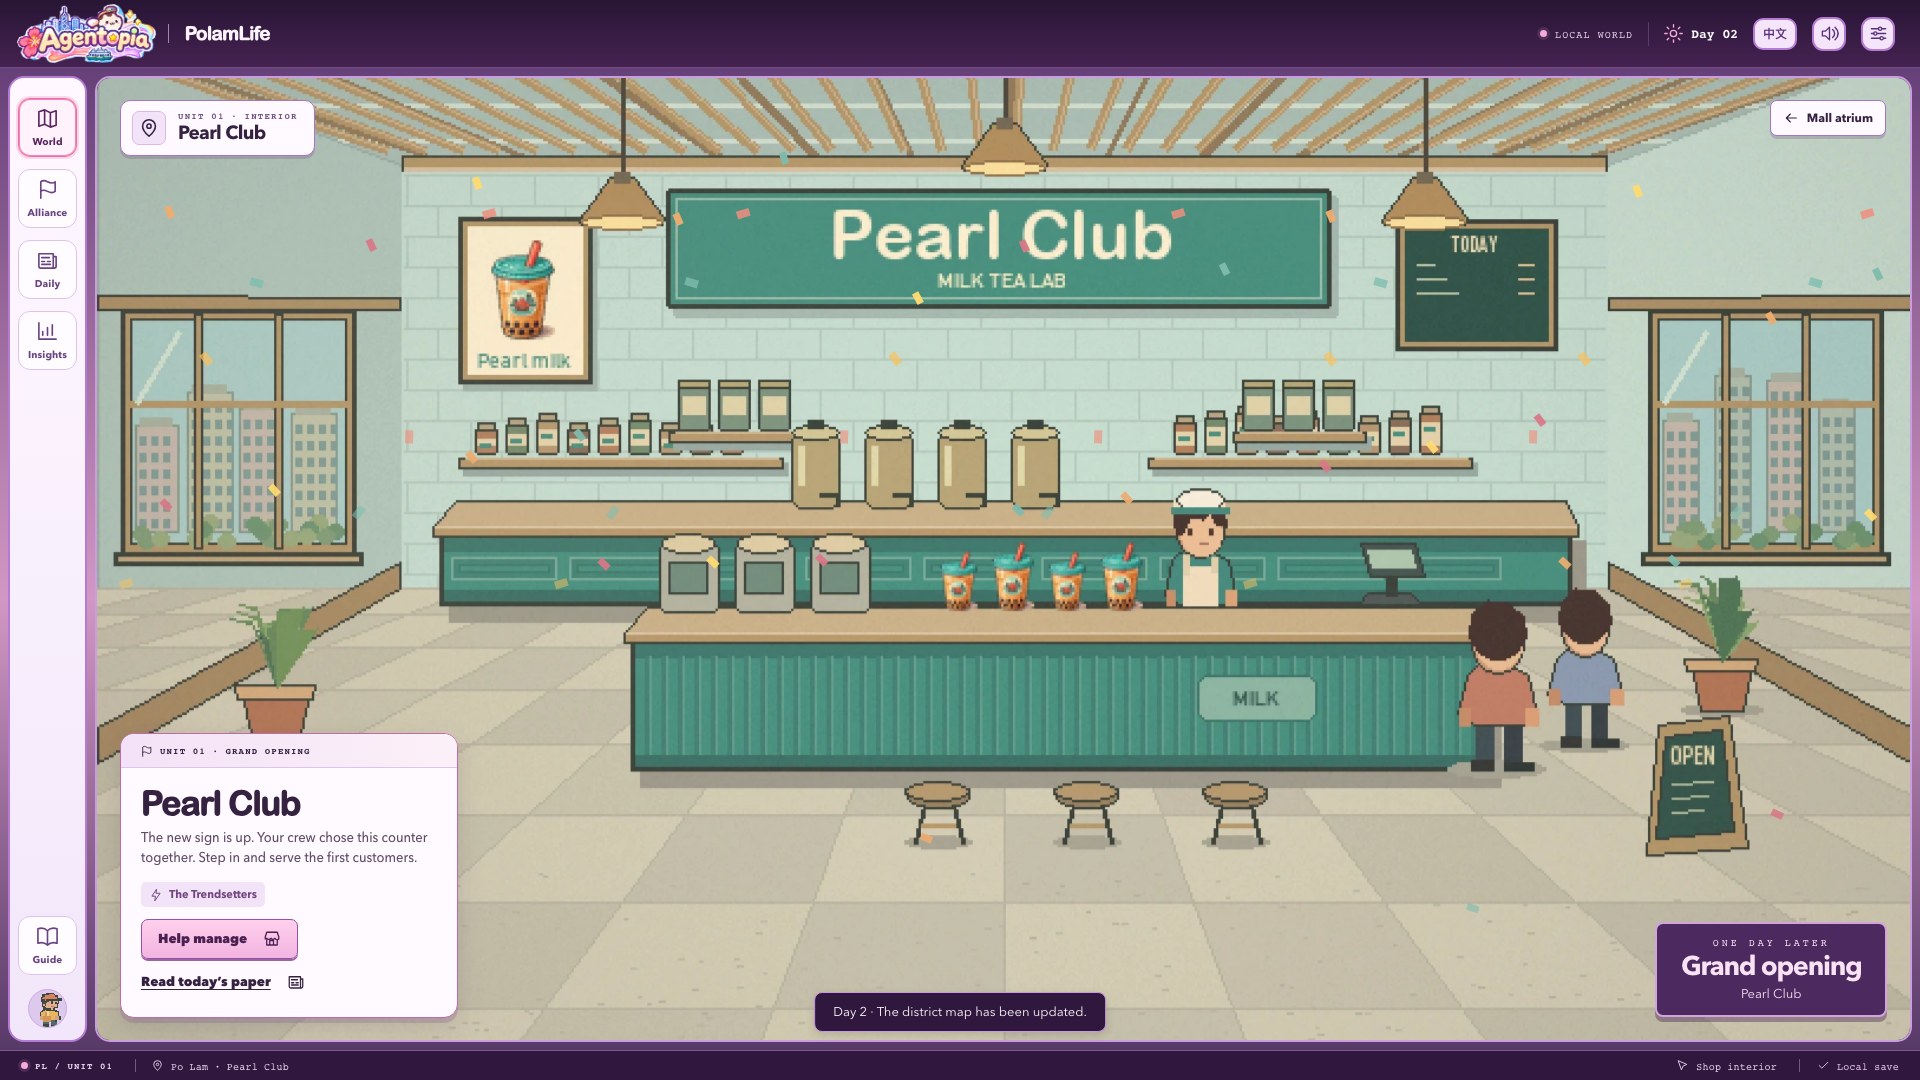 Agentopia
PolamLife
LOCAL WORLD
Day 02
中文
World
Alliance
Daily
Insights
Guide
UNIT 01 · INTERIOR
Pearl Club
Mall atrium
Pearl Club
MILK TEA LAB
Pearl milk
TODAY
MILK
OPEN
UNIT 01 · GRAND OPENING
Pearl Club
The new sign is up. Your crew chose this counter
together. Step in and serve the first customers.
The Trendsetters
Help manage
Read today's paper
Day 2 · The district map has been updated.
ONE DAY LATER
Grand opening
Pearl Club
PL / UNIT 01
Po Lam · Pearl Club
Shop interior
Local save